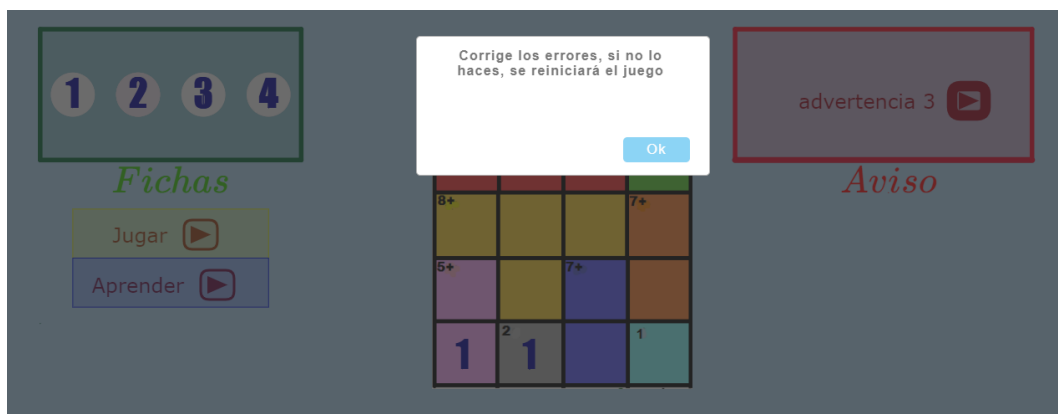 Corrige los errores, si no lo
haces, se reiniciará el juego
Ok
1 2 3 4
Fichas
Jugar
Aprender
advertencia 3
Aviso
8+ 7+
5+ 7+
1 2 1 1